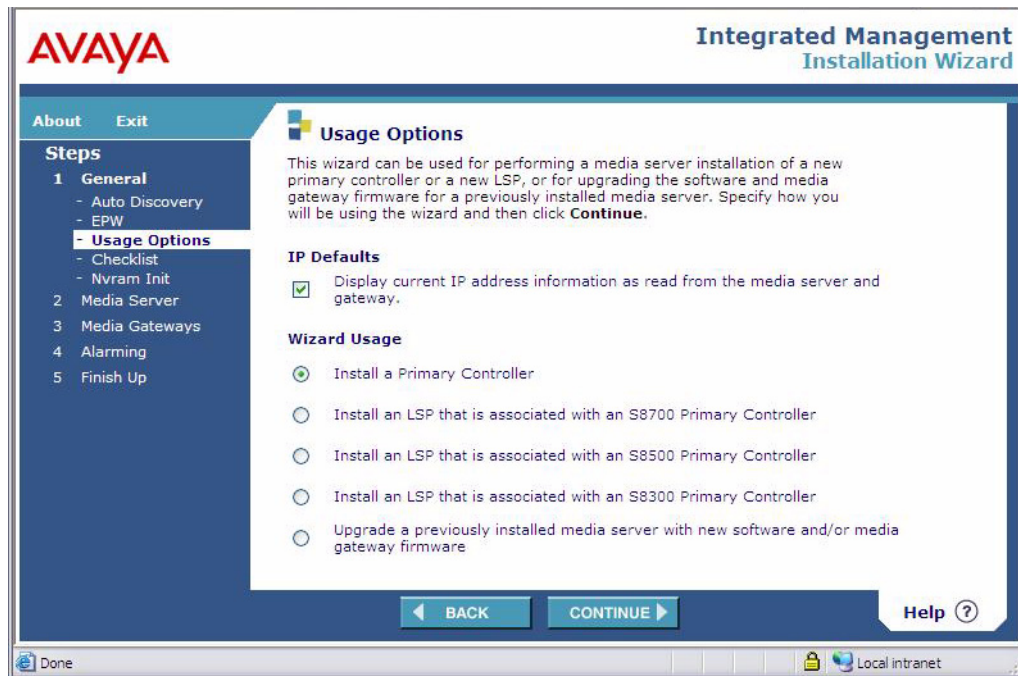 AVAYA
Integrated Management
Installation Wizard
About Exit
Steps
1 General
- Auto Discovery
- EPW
- Usage Options
- Checklist
- Nvram Init
2 Media Server
3 Media Gateways
4 Alarming
5 Finish Up
Usage Options
This wizard can be used for performing a media server installation of a new
primary controller or a new LSP, or for upgrading the software and media
gateway firmware for a previously installed media server. Specify how you
will be using the wizard and then click Continue.
IP Defaults
Display current IP address information as read from the media server and
gateway.
Wizard Usage
Install a Primary Controller
Install an LSP that is associated with an S8700 Primary Controller
Install an LSP that is associated with an S8500 Primary Controller
Install an LSP that is associated with an S8300 Primary Controller
Upgrade a previously installed media server with new software and/or media
gateway firmware
BACK
CONTINUE
Help ?
Done
Local intranet